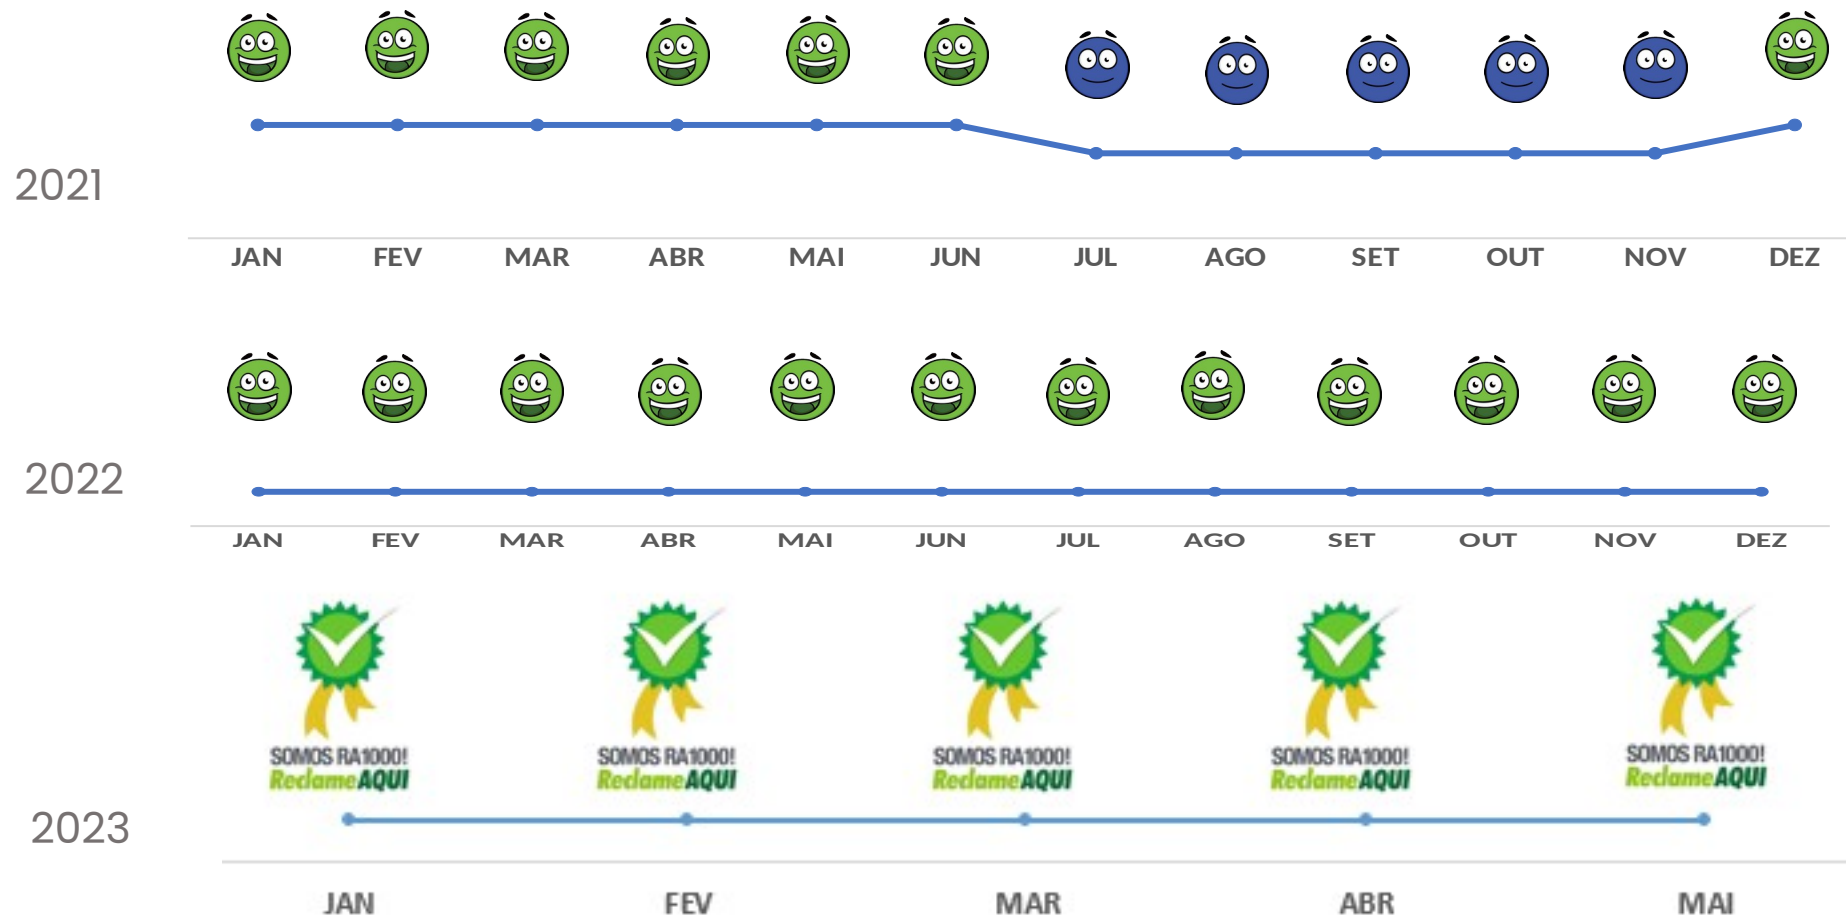 2021
JAN FEV MAR ABR MAI JUN JUL AGO SET OUT NOV DEZ
2022
JAN FEV MAR ABR MAI JUN JUL AGO SET OUT NOV DEZ
SOMOS RA1000! SOMOS RA1000! SOMOS RA1000! SOMOS RA1000! SOMOS RA1000!
ReclameAQUI ReclameAQUI ReclameAQUI ReclameAQUI ReclameAQUI
2023
JAN FEV MAR ABR MAI